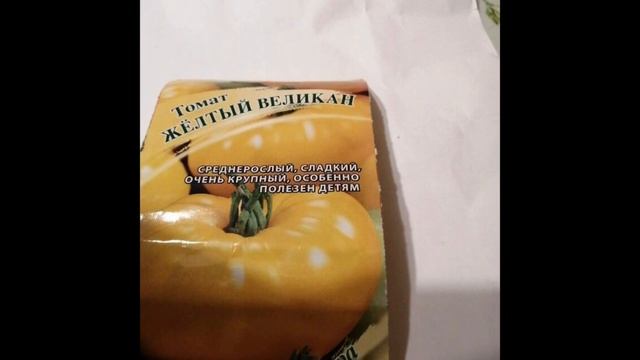 Томат
ЖЁЛТЫЙ ВЕЛИКАН
СРЕДНЕРОСЛЫЙ, СЛАДКИЙ,
ОЧЕНЬ КРУПНЫЙ, ОСОБЕННО
ПОЛЕЗЕН ДЕТЯМ